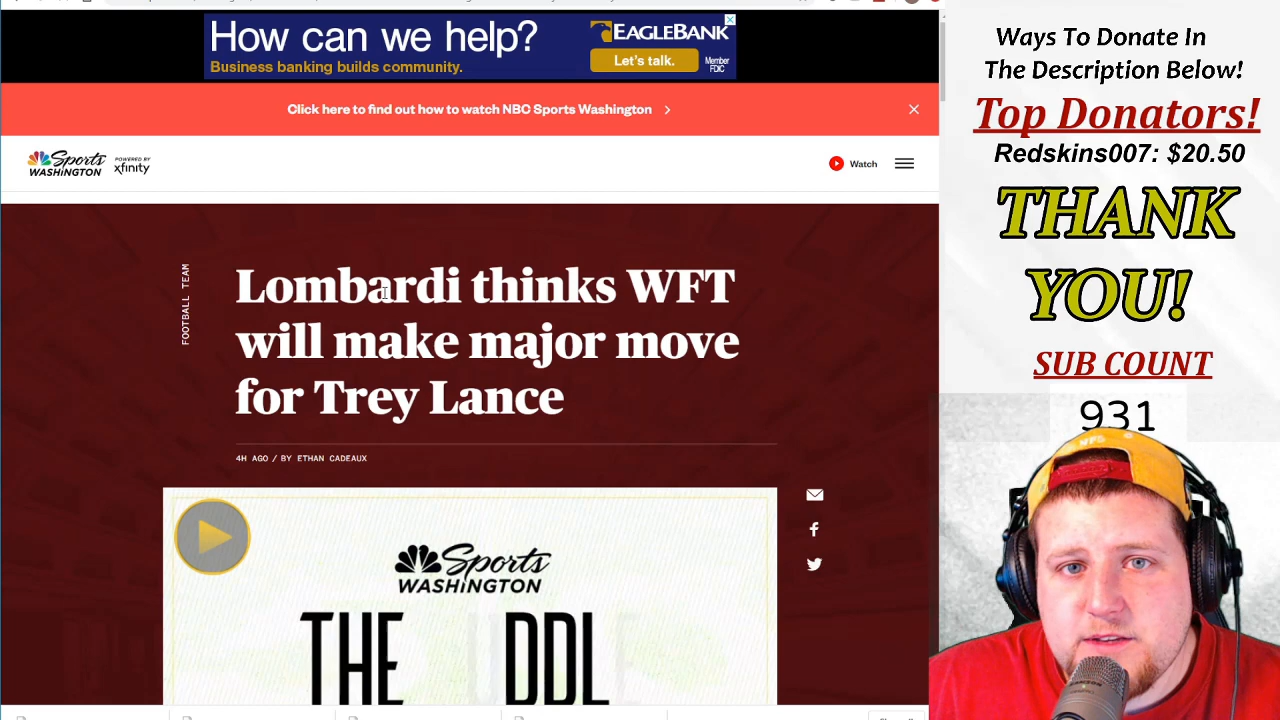 How can we help?
Business banking builds community.
EAGLEBANK
Let's talk.
Member
FDIC
Click here to find out how to watch NBC Sports Washington
Sports
WASHINGTON
POWERED BY
xfinity
Watch
FOOTBALL TEAM
Lombardi thinks WFT
will make major move
for Trey Lance
4H AGO / BY ETHAN CADEAUX
Sports
WASHINGTON
THE
DDL
Ways To Donate In
The Description Below!
Top Donators!
Redskins007: $20.50
THANK
YOU!
SUB COUNT
931